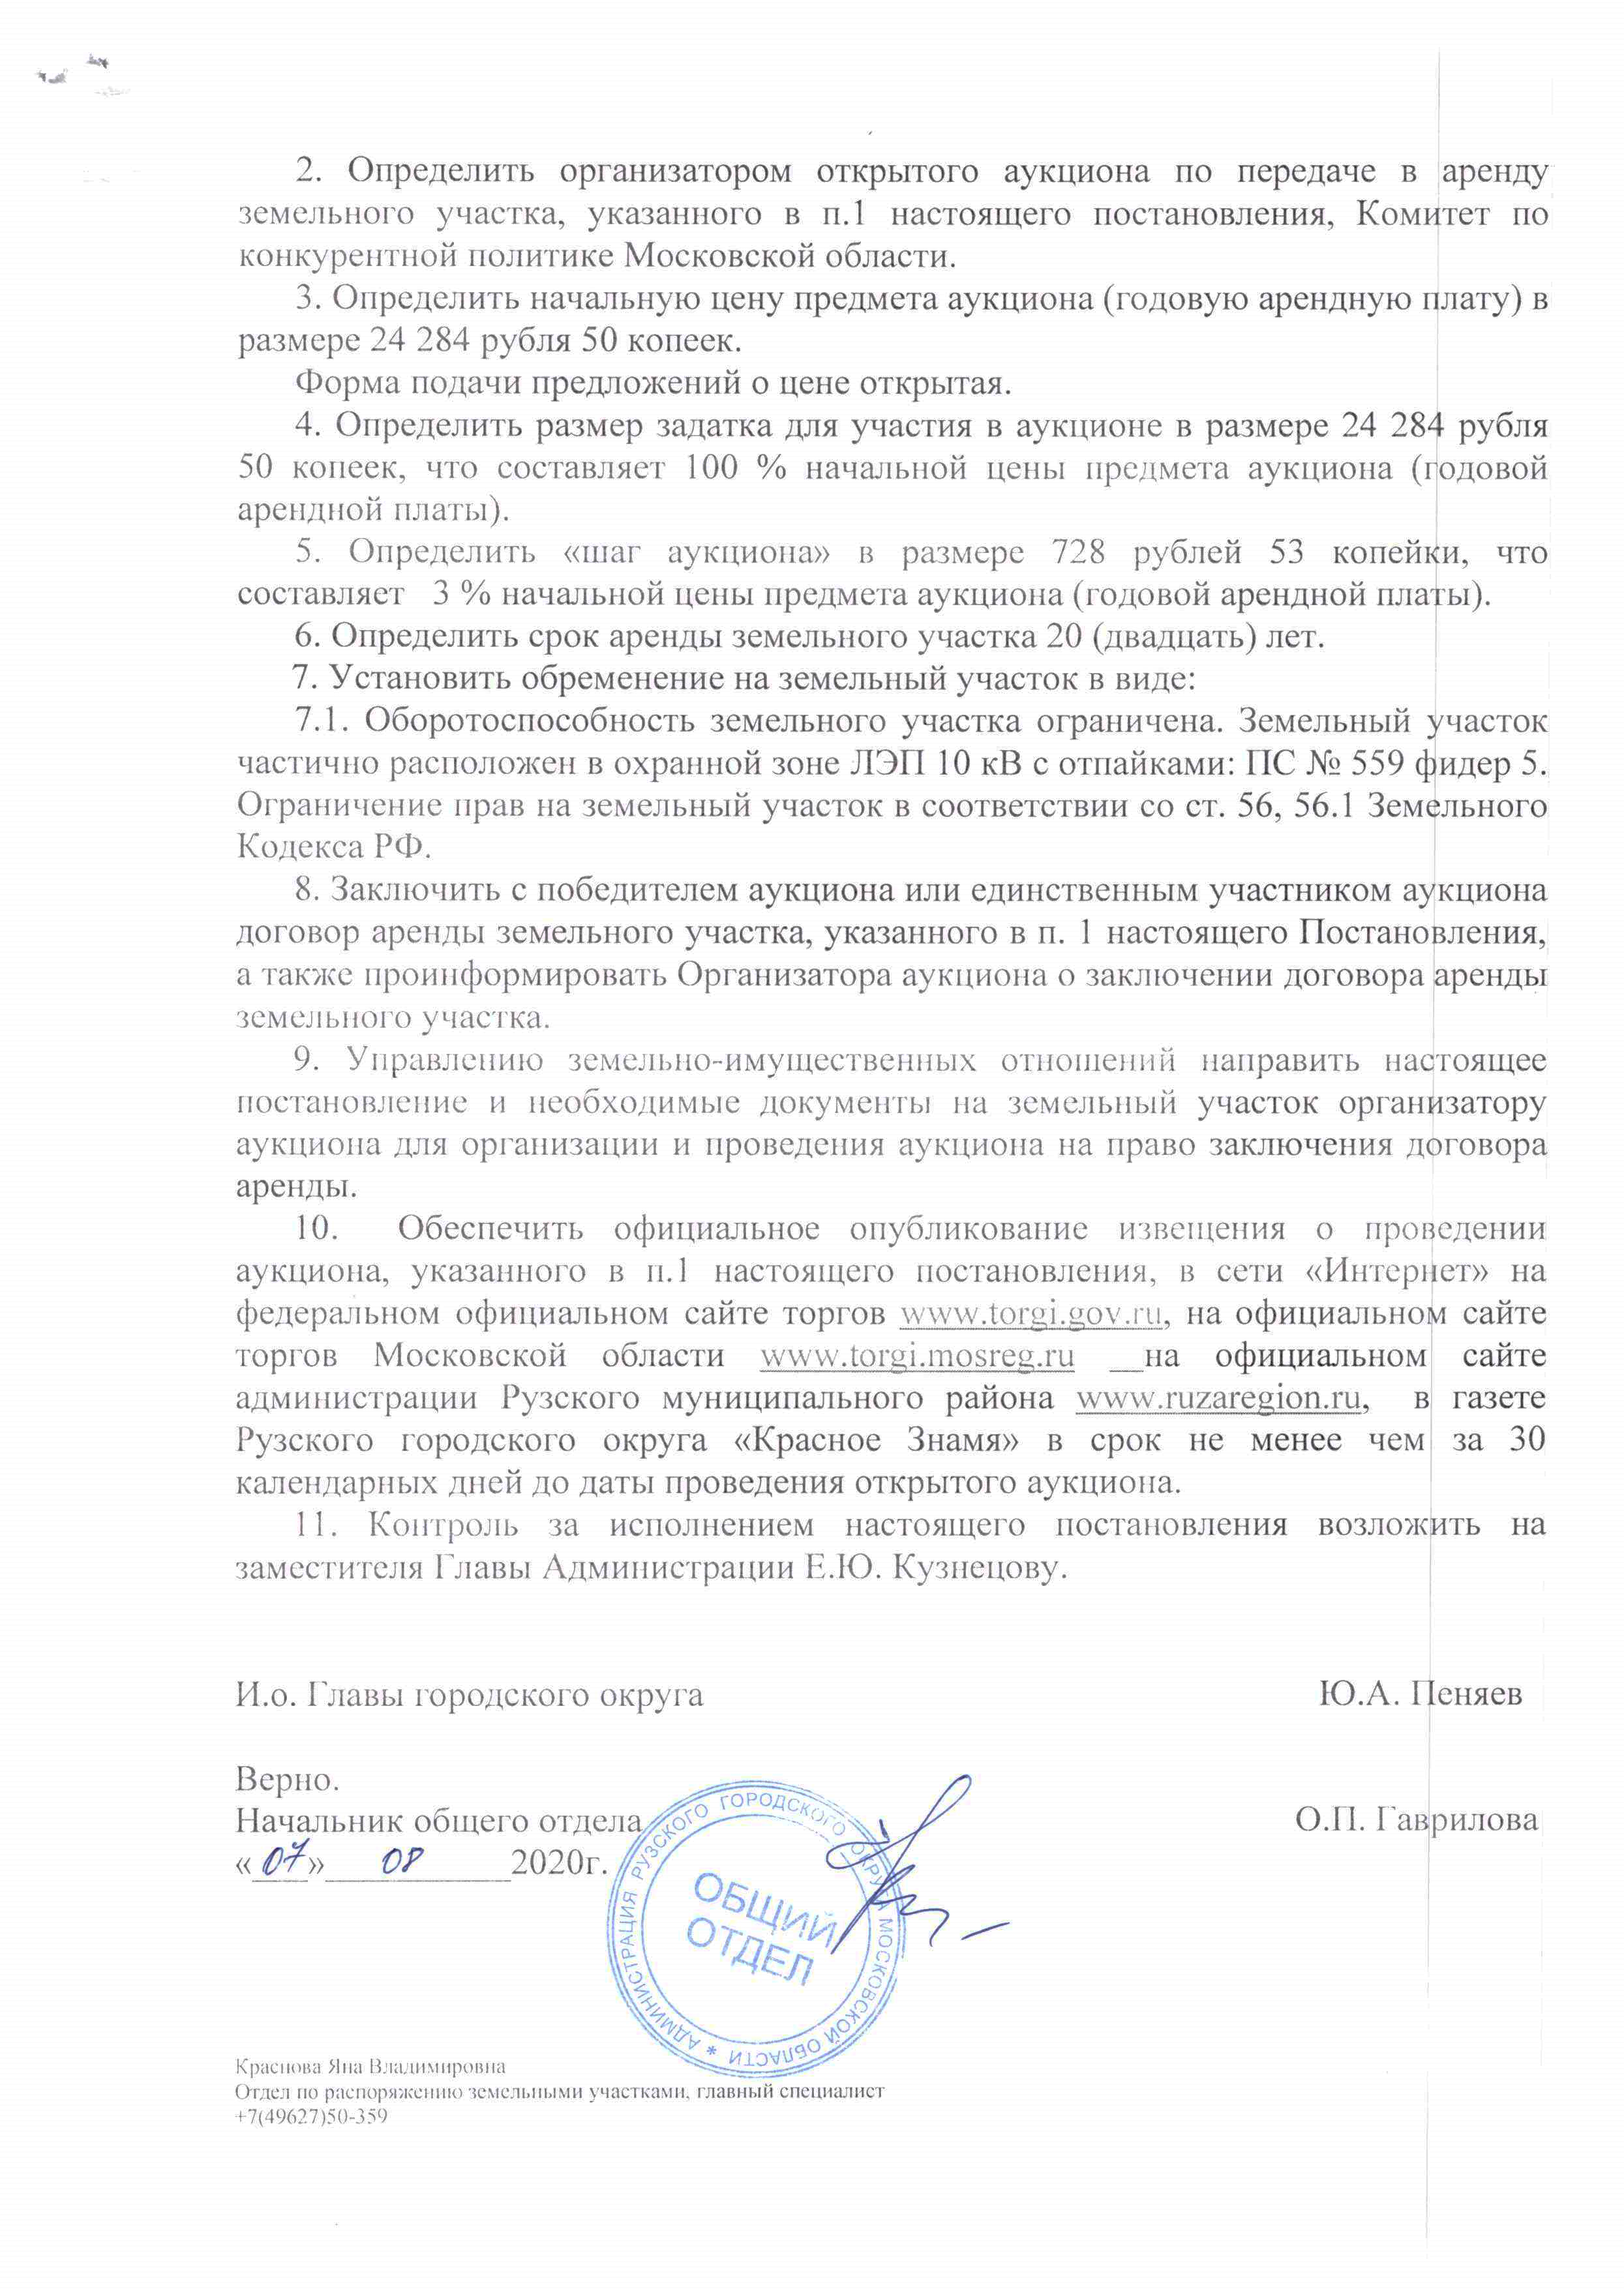 2. Определить организатором открытого аукциона по передаче в аренду
земельного участка, указанного в п.1 настоящего постановления, Комитет по
конкурентной политике Московской области.
3. Определить начальную цену предмета аукциона (годовую арендную плату) в
размере 24 284 рубля 50 копеек.
Форма подачи предложений о цене открытая.
4. Определить размер задатка для участия в аукционе в размере 24 284 рубля
50 копеек, что составляет 100 % начальной цены предмета аукциона (годовой
арендной платы).
5. Определить «шаг аукциона» в размере 728 рублей 53 копейки, что
составляет 3 % начальной цены предмета аукциона (годовой арендной платы).
6. Определить срок аренды земельного участка 20 (двадцать) лет.
7. Установить обременение на земельный участок в виде:
7.1. Оборотоспособность земельного участка ограничена. Земельный участок
частично расположен в охранной зоне ЛЭП 10 кВ с отпайками: ПС № 559 фидер 5.
Ограничение прав на земельный участок в соответствии со ст. 56, 56.1 Земельного
Кодекса РФ.
8. Заключить с победителем аукциона или единственным участником аукциона
договор аренды земельного участка, указанного в п. 1 настоящего Постановления,
а также проинформировать Организатора аукциона о заключении договора аренды
земельного участка.
9. Управлению земельно-имущественных отношений направить настоящее
постановление и необходимые документы на земельный участок организатору
аукциона для организации и проведения аукциона на право заключения договора
аренды.
10. Обеспечить официальное опубликование извещения о проведении
аукциона, указанного в п.1 настоящего постановления, в сети «Интернет» на
федеральном официальном сайте торгов www.torgi.gov.ru, на официальном сайте
торгов Московской области www.torgi.mosreg.ru __на официальном сайте
администрации Рузского муниципального района www.ruzaregion.ru, в газете
Рузского городского округа «Красное Знамя» в срок не менее чем за 30
календарных дней до даты проведения открытого аукциона.
11. Контроль за исполнением настоящего постановления возложить на
заместителя Главы Администрации Е.Ю. Кузнецову.
И.о. Главы городского округа Ю.А. Пеняев
Верно.
Начальник общего отдела О.П. Гаврилова
«07» 08 2020г.
АДМИНИСТРАЦИЯ РУЗСКОГО ГОРОДСКОГО ОКРУГА МОСКОВСКОЙ ОБЛАСТИ *
ОБЩИЙ
ОТДЕЛ
Краснова Яна Владимировна
Отдел по распоряжению земельными участками, главный специалист
+7(49627)50-359